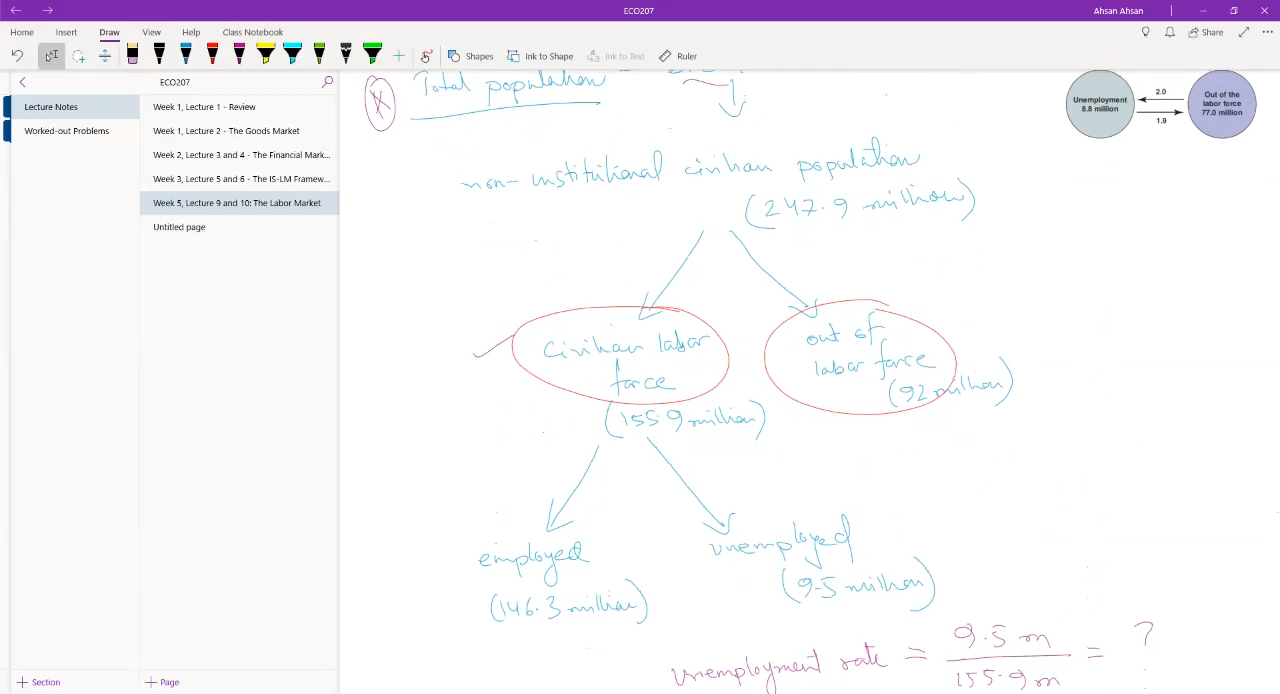 ECO207
Ahsan Ahsan
Home Insert Draw View Help Class Notebook
Share
Shapes Ink to Shape Ink to Text Ruler
ECO207
Lecture Notes
Worked-out Problems
Week 1, Lecture 1 - Review
Week 1, Lecture 2 - The Goods Market
Week 2, Lecture 3 and 4 - The Financial Mark...
Week 3, Lecture 5 and 6 - The IS-LM Framew...
Week 5, Lecture 9 and 10: The Labor Market
Untitled page
Section
Page
Total population
Unemployment
8.8 million
2.0
1.9
Out of the
labor force
77.0 million
non-institutional civilian population
(247.9 million)
civilian labor
force
(155.9 million)
out of
labor force
(92 million)
employed
(146.3 million)
unemployed
(9.5 million)
unemployment rate = 9.5 m
155.9 m
= ?